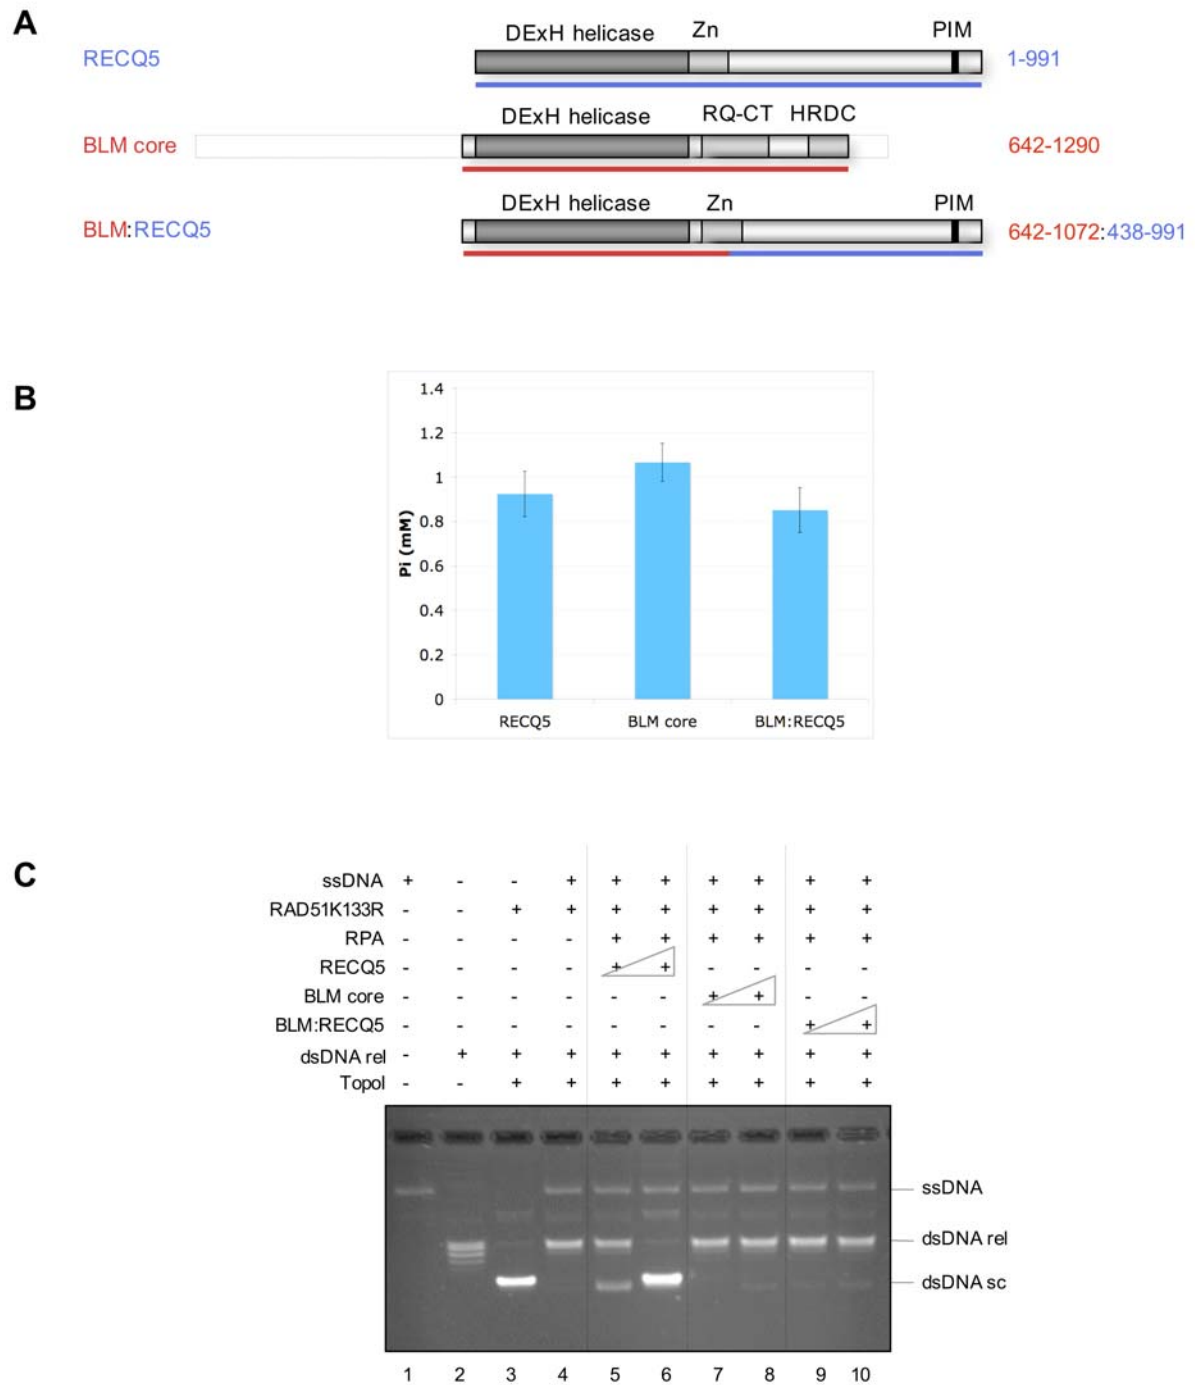 A
DExH helicase Zn PIM
RECQ5 1-991
DExH helicase RQ-CT HRDC
BLM core 642-1290
DExH helicase Zn PIM
BLM:RECQ5 642-1072:438-991
B
1.4
1.2
1
0.8
0.6
0.4
0.2
0
Pi (mM)
RECQ5 BLM core BLM:RECQ5
C
ssDNA + - - + + + + + + +
RAD51K133R - - + + + + + + + +
RPA - - - - + + + + + +
RECQ5 - - - - + + - - - -
BLM core - - - - - - + + - -
BLM:RECQ5 - - - - - - - - + +
dsDNA rel - + + + + + + + + +
TopoI - - + + + + + + + +
ssDNA
dsDNA rel
dsDNA sc
1 2 3 4 5 6 7 8 9 10